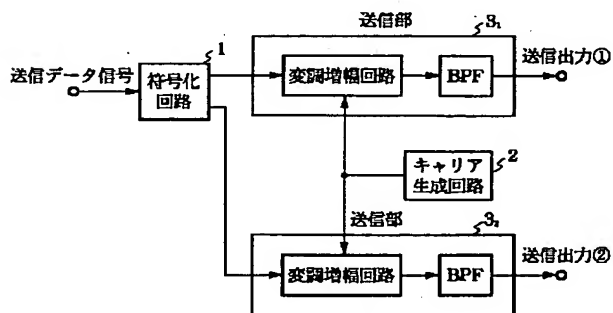 送信部
3₁
1
送信データ信号
符号化
回路
変調増幅回路
BPF
送信出力①
キャリア
生成回路
2
送信部
3₂
変調増幅回路
BPF
送信出力②